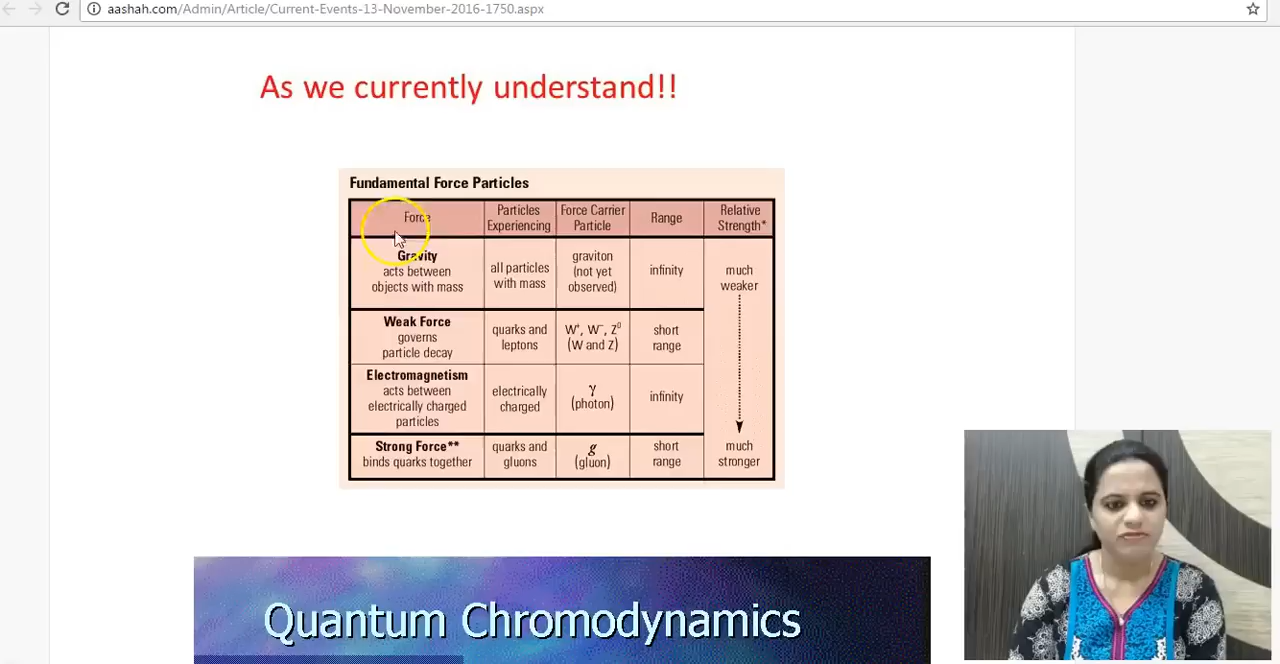 aashah.com/Admin/Article/Current-Events-13-November-2016-1750.aspx
As we currently understand!!
Fundamental Force Particles
Force
Particles
Experiencing
Force Carrier
Particle
Range
Relative
Strength*
Gravity
acts between
objects with mass
all particles
with mass
graviton
(not yet
observed)
infinity
much
weaker
Weak Force
governs
particle decay
quarks and
leptons
W⁺, W⁻, Z⁰
(W and Z)
short
range
Electromagnetism
acts between
electrically charged
particles
electrically
charged
γ
(photon)
infinity
Strong Force**
binds quarks together
quarks and
gluons
g
(gluon)
short
range
much
stronger
Quantum Chromodynamics